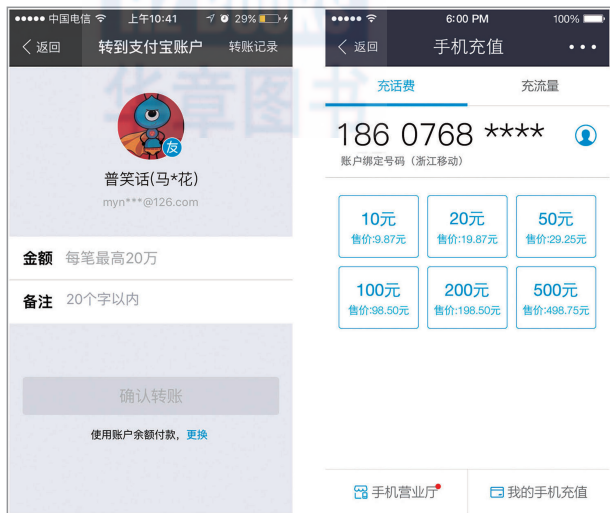 中国电信 上午10:41 29%
返回 转到支付宝账户 转账记录
友
普笑话(马*花)
myn***@126.com
金额 每笔最高20万
备注 20个字以内
确认转账
使用账户余额付款，更换
6:00 PM 100%
返回 手机充值
充话费 充流量
186 0768 ****
账户绑定号码（浙江移动）
10元 20元 50元
售价:9.87元 售价:19.87元 售价:29.25元
100元 200元 500元
售价:98.50元 售价:198.50元 售价:498.75元
手机营业厅 我的手机充值
华章图书